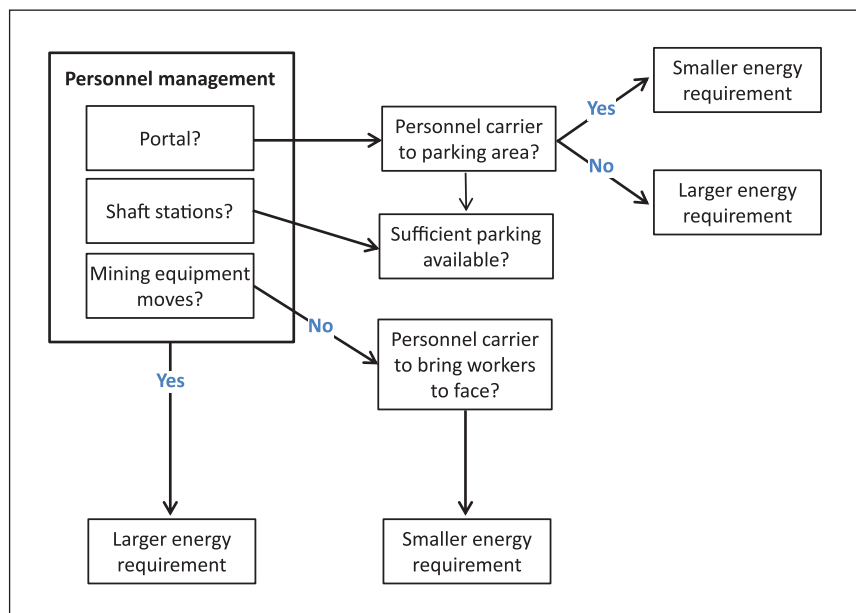 Personnel management
Portal?
Shaft stations?
Mining equipment
moves?
Personnel carrier
to parking area?
Yes
No
Smaller energy
requirement
Larger energy
requirement
Sufficient parking
available?
No
Personnel carrier
to bring workers
to face?
Yes
Larger energy
requirement
Smaller energy
requirement